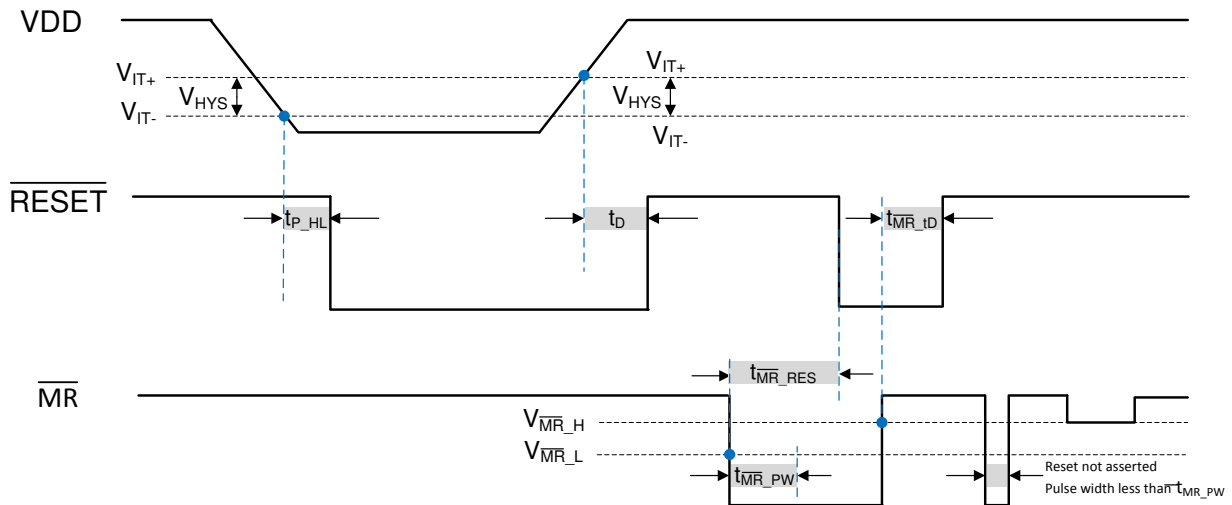 VDD
VIT+
VHYS
VIT-
VIT+
VHYS
VIT-
RESET
tP_HL
tD
tMR_tD
tMR_RES
MR
VMR_H
VMR_L
tMR_PW
Reset not asserted
Pulse width less than tMR_PW